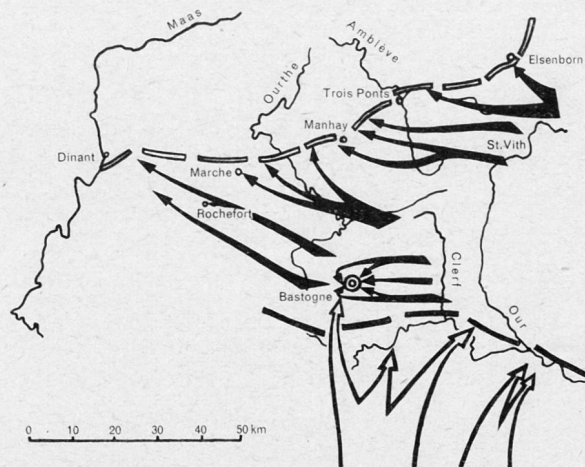 Maas
Amblève
Elsenborn
Ourthe
Trois Ponts
Manhay
St.Vith
Dinant
Marche
Rochefort
Clerf
Bastogne
Our
0 10 20 30 40 50 km